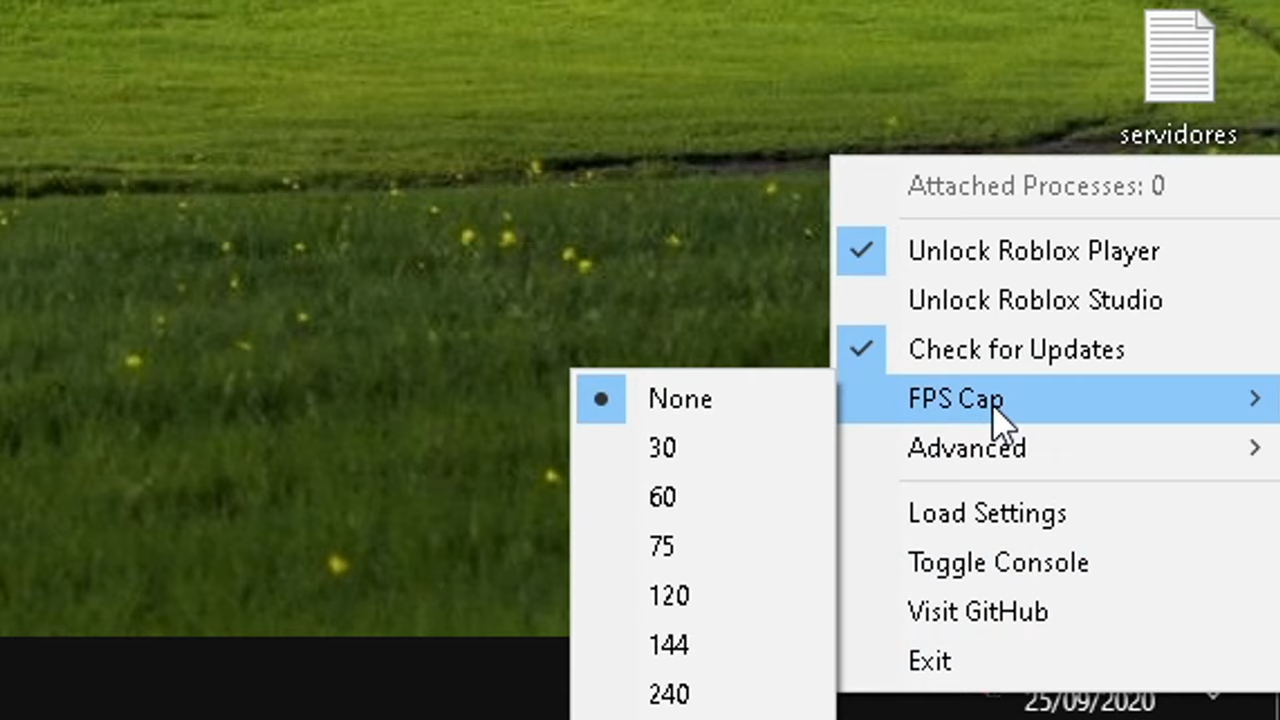 servidores
Attached Processes: 0
Unlock Roblox Player
Unlock Roblox Studio
Check for Updates
FPS Cap
Advanced
Load Settings
Toggle Console
Visit GitHub
Exit
None
30
60
75
120
144
240
25/09/2020